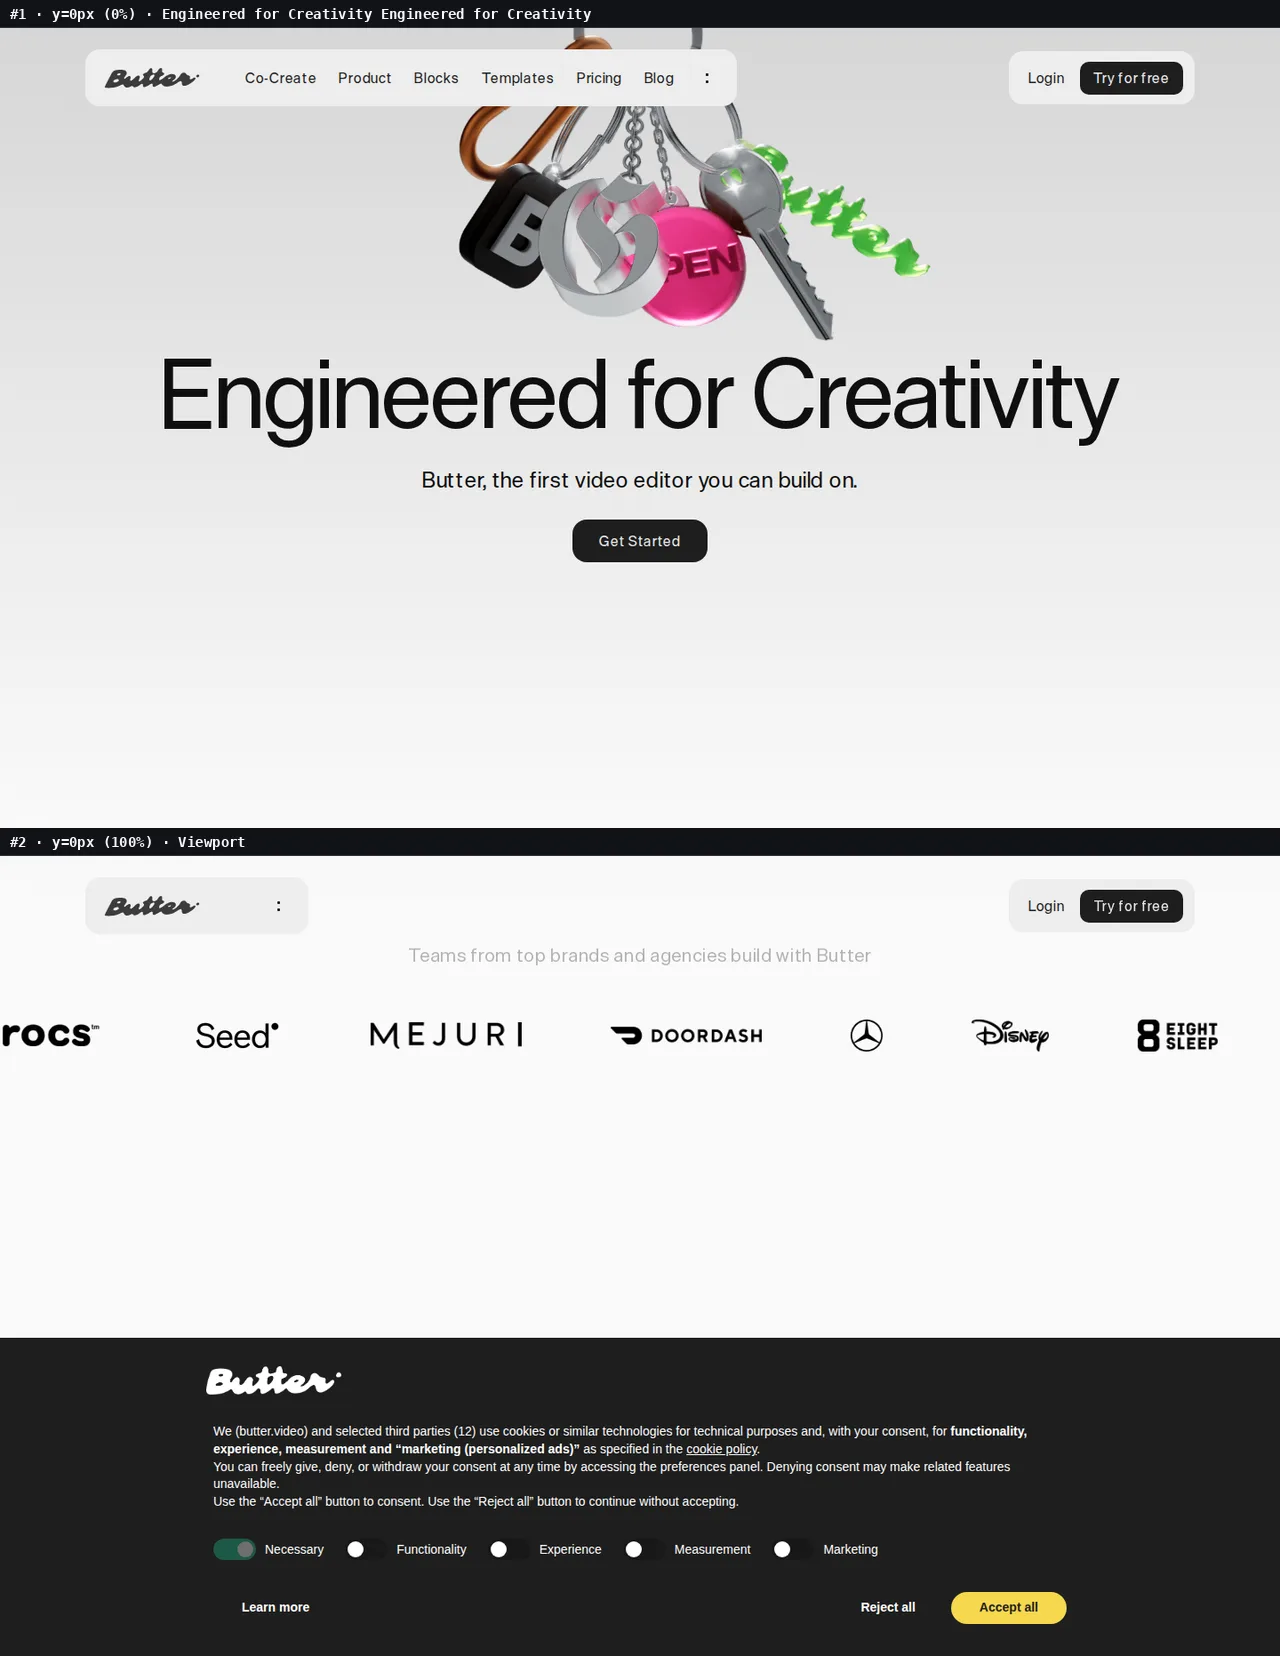 #1 · y=0px (0%) · Engineered for Creativity Engineered for Creativity
Butter
Co-Create Product Blocks Templates Pricing Blog :
Login Try for free
B
PEN
utter
Engineered for Creativity
Butter, the first video editor you can build on.
Get Started
#2 · y=0px (100%) · Viewport
Butter :
Login Try for free
Teams from top brands and agencies build with Butter
rocs™ Seed MEJURI DOORDASH Disney 8 EIGHT SLEEP
Butter
We (butter.video) and selected third parties (12) use cookies or similar technologies for technical purposes and, with your consent, for functionality,
experience, measurement and “marketing (personalized ads)” as specified in the cookie policy.
You can freely give, deny, or withdraw your consent at any time by accessing the preferences panel. Denying consent may make related features
unavailable.
Use the “Accept all” button to consent. Use the “Reject all” button to continue without accepting.
Necessary Functionality Experience Measurement Marketing
Learn more Reject all Accept all